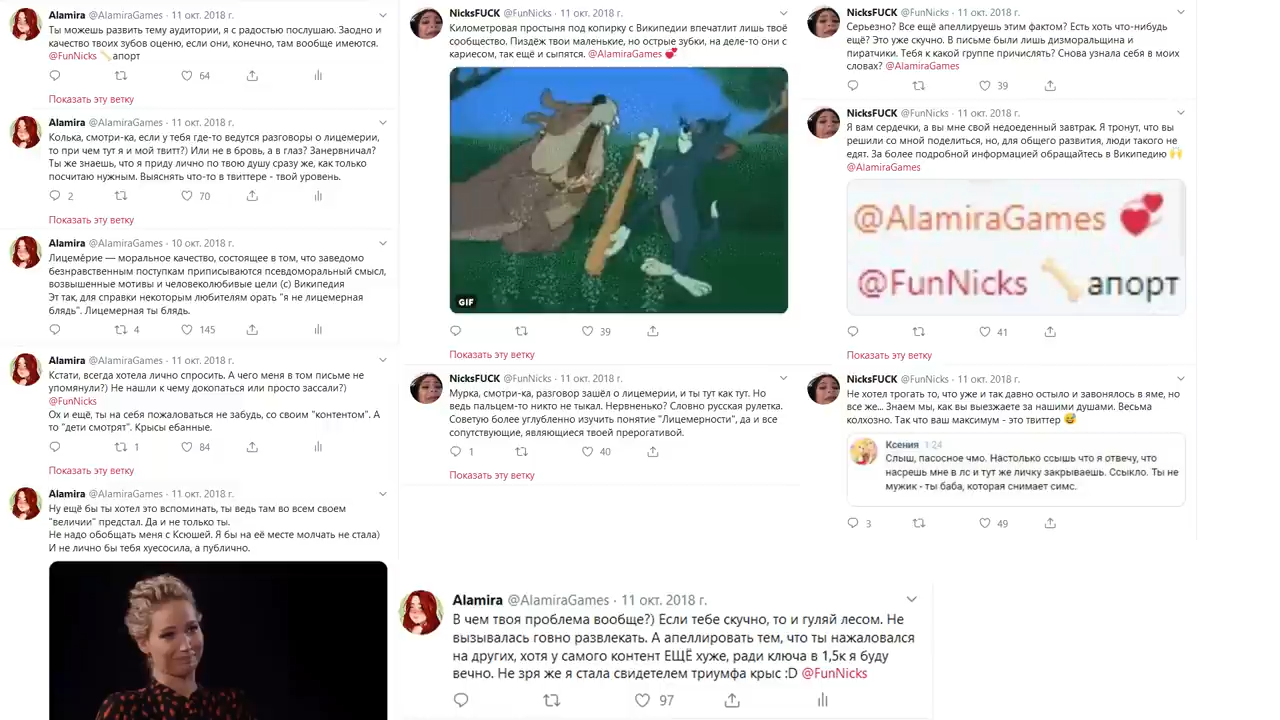 Alamira @AlamiraGames · 11 окт. 2018 г.
Ты можешь развить тему аудитории, я с радостью послушаю. Заодно и
качество твоих зубов оценю, если они, конечно, там вообще имеются.
@FunNicks 🦴апорт
64
Показать эту ветку
Alamira @AlamiraGames · 11 окт. 2018 г.
Колька, смотри-ка, если у тебя где-то ведутся разговоры о лицемерии,
то при чем тут я и мой твитт?) Или не в бровь, а в глаз? Занервничал?
Ты же знаешь, что я приду лично по твою душу сразу же, как только
посчитаю нужным. Выяснять что-то в твиттере - твой уровень.
2 70
Показать эту ветку
Alamira @AlamiraGames · 10 окт. 2018 г.
Лицеме́рие — моральное качество, состоящее в том, что заведомо
безнравственным поступкам приписываются псевдоморальный смысл,
возвышенные мотивы и человеколюбивые цели (с) Википедия
Эт так, для справки некоторым любителям орать "я не лицемерная
блядь". Лицемерная ты блядь.
4 145
Alamira @AlamiraGames · 11 окт. 2018 г.
Кстати, всегда хотела лично спросить. А чего меня в том письме не
упомянули?) Не нашли к чему докопаться или просто зассали?)
@FunNicks
Ох и ещё, ты на себя пожаловаться не забудь, со своим "контентом". А
то "дети смотрят". Крысы ебанные.
1 84
Показать эту ветку
Alamira @AlamiraGames · 11 окт. 2018 г.
Ну ещё бы ты хотел это вспоминать, ты ведь там во всем своем
"величии" предстал. Да и не только ты.
Не надо обобщать меня с Ксюшей. Я бы на её месте молчать не стала)
И не лично бы тебя хуесосила, а публично.
NicksFUCK @FunNicks · 11 окт. 2018 г.
Километровая простыня под копирку с Википедии впечатлит лишь твоё
сообщество. Пиздёж твои маленькие, но острые зубки, на деле-то они с
кариесом, так ещё и сыпятся. @AlamiraGames 💞
GIF
39
Показать эту ветку
NicksFUCK @FunNicks · 11 окт. 2018 г.
Мурка, смотри-ка, разговор зашёл о лицемерии, и ты тут как тут. Но
ведь пальцем-то никто не тыкал. Нервненько? Словно русская рулетка.
Советую более углубленно изучить понятие "Лицемерности", да и все
сопутствующие, являющиеся твоей прерогативой.
1 40
Показать эту ветку
NicksFUCK @FunNicks · 11 окт. 2018 г.
Серьезно? Все ещё апеллируешь этим фактом? Есть хоть что-нибудь
ещё? Это уже скучно. В письме были лишь дизморальщина и
пиратики. Тебя к какой группе причислять? Снова узнала себя в моих
словах? @AlamiraGames
39
NicksFUCK @FunNicks · 11 окт. 2018 г.
Я вам сердечки, а вы мне свой недоеденный завтрак. Я тронут, что вы
решили со мной поделиться, но, для общего развития, люди такого не
едят. За более подробной информацией обращайтесь в Википедию 🙌
@AlamiraGames
@AlamiraGames 💞
@FunNicks 🦴апорт
41
Показать эту ветку
NicksFUCK @FunNicks · 11 окт. 2018 г.
Не хотел трогать то, что уже и так давно остыло и завонялось в яме, но
все же... Знаем мы, как вы выезжаете за нашими душами. Весьма
колхозно. Так что ваш максимум - это твиттер 😅
Ксения 1:24
Слыш, пасосное чмо. Настолько ссышь что я отвечу, что
насрешь мне в лс и тут же личку закрываешь. Ссыкло. Ты не
мужик - ты баба, которая снимает симс.
3 49
Alamira @AlamiraGames · 11 окт. 2018 г.
В чем твоя проблема вообще?) Если тебе скучно, то и гуляй лесом. Не
вызывалась говно развлекать. А апеллировать тем, что ты нажаловался
на других, хотя у самого контент ЕЩЁ хуже, ради ключа в 1,5к я буду
вечно. Не зря же я стала свидетелем триумфа крыс :D @FunNicks
97